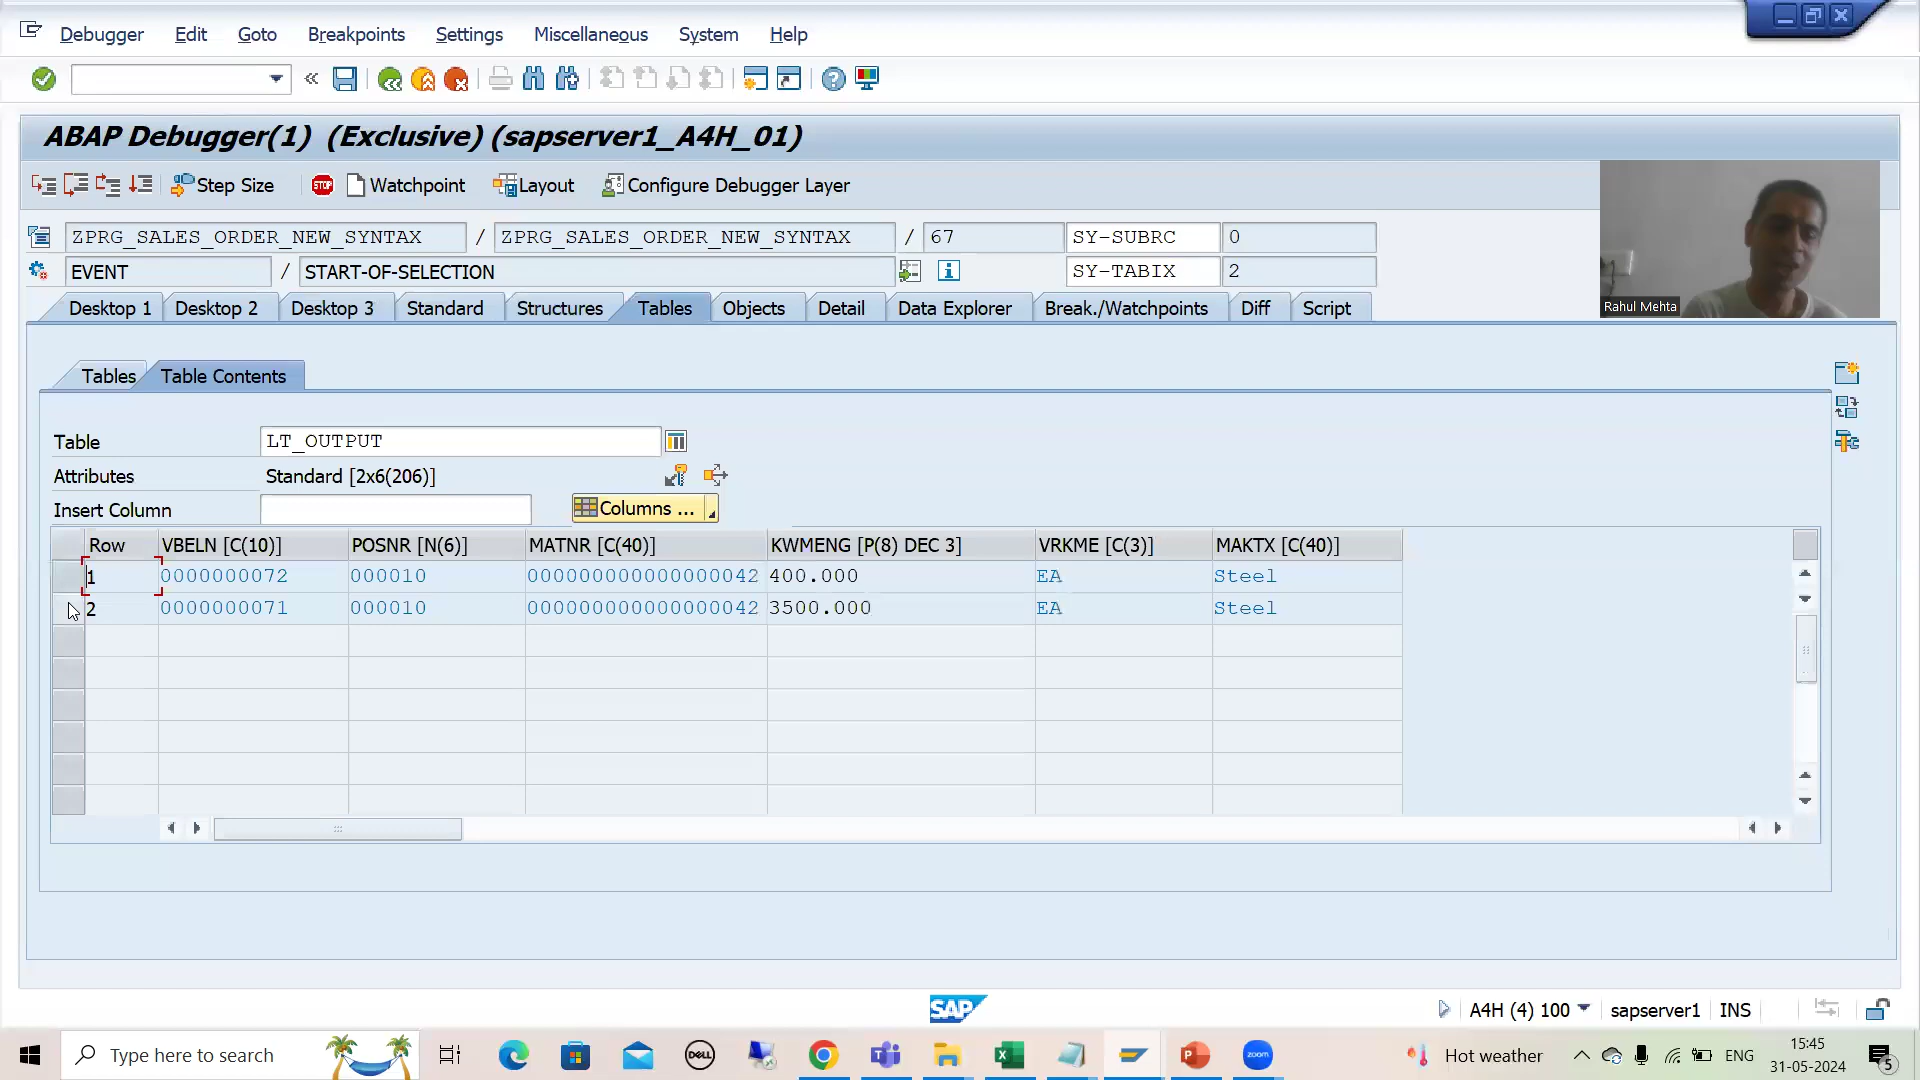 Debugger Edit Goto Breakpoints Settings Miscellaneous System Help
ABAP Debugger(1) (Exclusive) (sapserver1_A4H_01)
STOP
Step Size Watchpoint Layout Configure Debugger Layer
ZPRG_SALES_ORDER_NEW_SYNTAX / ZPRG_SALES_ORDER_NEW_SYNTAX / 67 SY-SUBRC 0
EVENT / START-OF-SELECTION SY-TABIX 2
Rahul Mehta
Desktop 1 Desktop 2 Desktop 3 Standard Structures Tables Objects Detail Data Explorer Break./Watchpoints Diff Script
Tables Table Contents
Table LT_OUTPUT
Attributes Standard [2x6(206)]
Insert Column Columns ...
Row VBELN [C(10)] POSNR [N(6)] MATNR [C(40)] KWMENG [P(8) DEC 3] VRKME [C(3)] MAKTX [C(40)]
1 0000000072 000010 000000000000000042 400.000 EA Steel
2 0000000071 000010 000000000000000042 3500.000 EA Steel
SAP
A4H (4) 100 sapserver1 INS
Type here to search
DELL
zoom
Hot weather ENG
15:45
31-05-2024
5